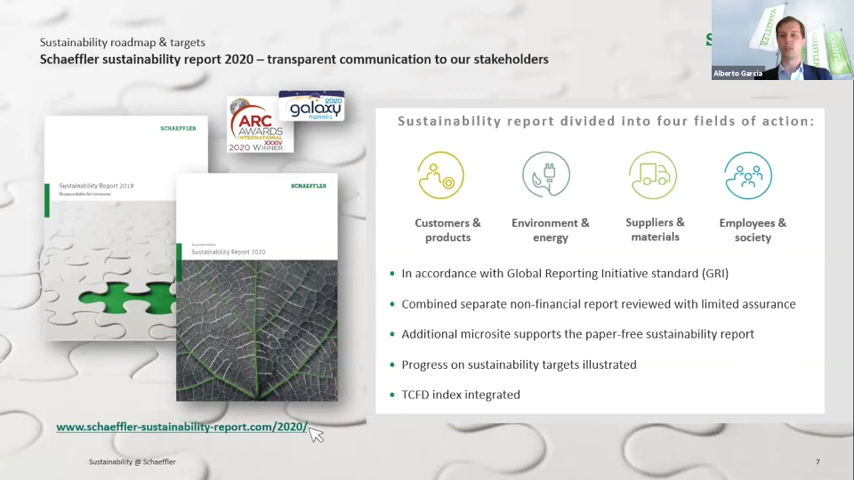 Sustainability roadmap & targets
Schaeffler sustainability report 2020 – transparent communication to our stakeholders
Alberto Garcia
SCHAEFFLER
Sustainability Report 2019
ARC
AWARDS
INTERNATIONAL
XXXIV
2020 WINNER
2020
galaxy
AWARDS
SCHAEFFLER
Sustainability Report 2020
www.schaeffler-sustainability-report.com/2020/
Sustainability report divided into four fields of action:
Customers &
products
Environment &
energy
Suppliers &
materials
Employees &
society
• In accordance with Global Reporting Initiative standard (GRI)
• Combined separate non-financial report reviewed with limited assurance
• Additional microsite supports the paper-free sustainability report
• Progress on sustainability targets illustrated
• TCFD index integrated
Sustainability @ Schaeffler
7